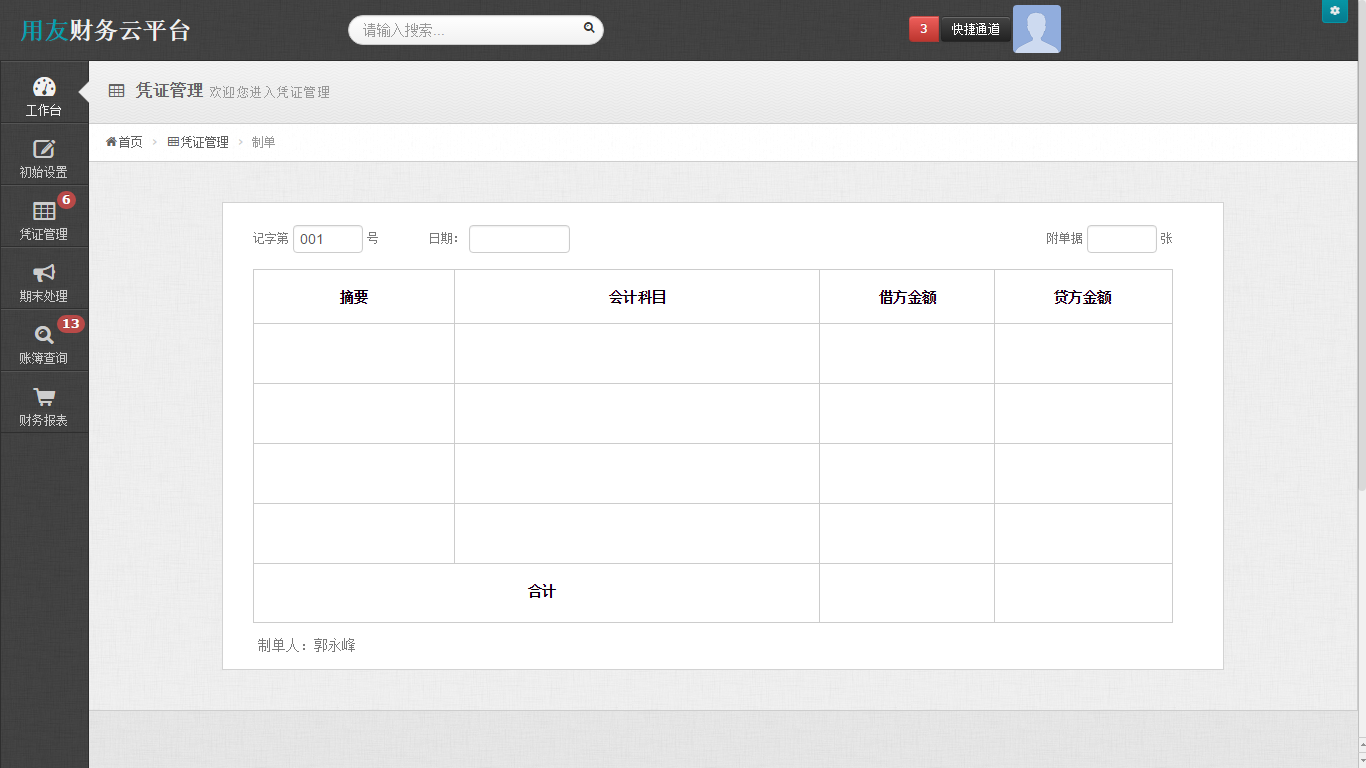 用友财务云平台
请输入搜索...
3 快捷通道
工作台
初始设置
6
凭证管理
期末处理
13
账簿查询
财务报表
凭证管理 欢迎您进入凭证管理
首页 > 凭证管理 > 制单
记字第 001 号 日期： 附单据 张
摘要 会计科目 借方金额 贷方金额
合计
制单人：郭永峰